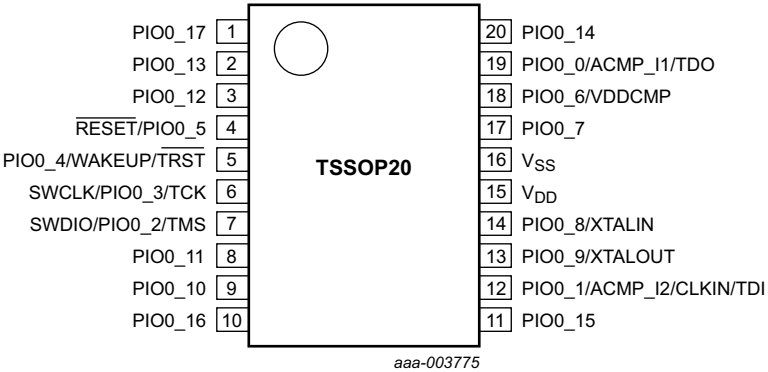 PIO0_17 1
PIO0_13 2
PIO0_12 3
RESET/PIO0_5 4
PIO0_4/WAKEUP/TRST 5
SWCLK/PIO0_3/TCK 6
SWDIO/PIO0_2/TMS 7
PIO0_11 8
PIO0_10 9
PIO0_16 10
TSSOP20
20 PIO0_14
19 PIO0_0/ACMP_I1/TDO
18 PIO0_6/VDDCMP
17 PIO0_7
16 VSS
15 VDD
14 PIO0_8/XTALIN
13 PIO0_9/XTALOUT
12 PIO0_1/ACMP_I2/CLKIN/TDI
11 PIO0_15
aaa-003775